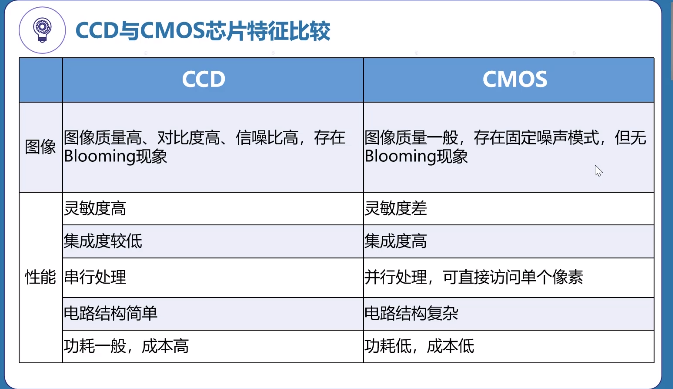 CCD与CMOS芯片特征比较
CCD
CMOS
图像
图像质量高、对比度高、信噪比高，存在
Blooming现象
图像质量一般，存在固定噪声模式，但无
Blooming现象
性能
灵敏度高
灵敏度差
集成度较低
集成度高
串行处理
并行处理，可直接访问单个像素
电路结构简单
电路结构复杂
功耗一般，成本高
功耗低，成本低